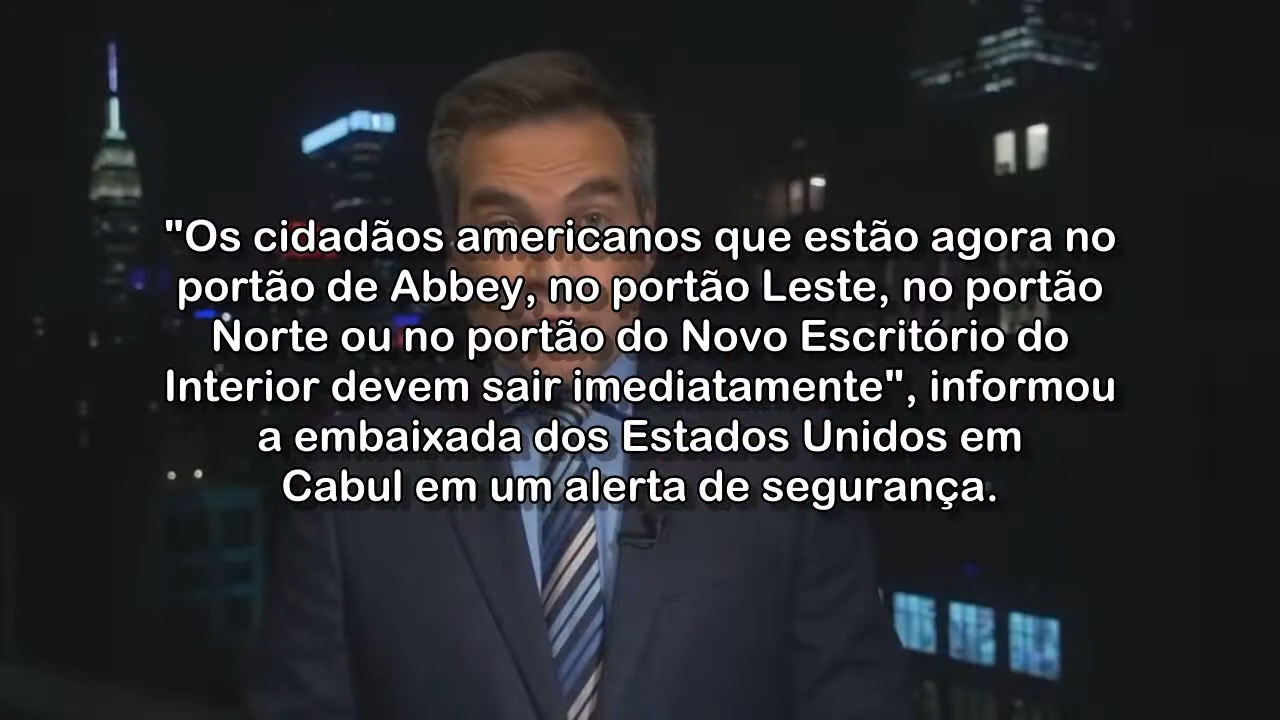 "Os cidadãos americanos que estão agora no
portão de Abbey, no portão Leste, no portão
Norte ou no portão do Novo Escritório do
Interior devem sair imediatamente", informou
a embaixada dos Estados Unidos em
Cabul em um alerta de segurança.